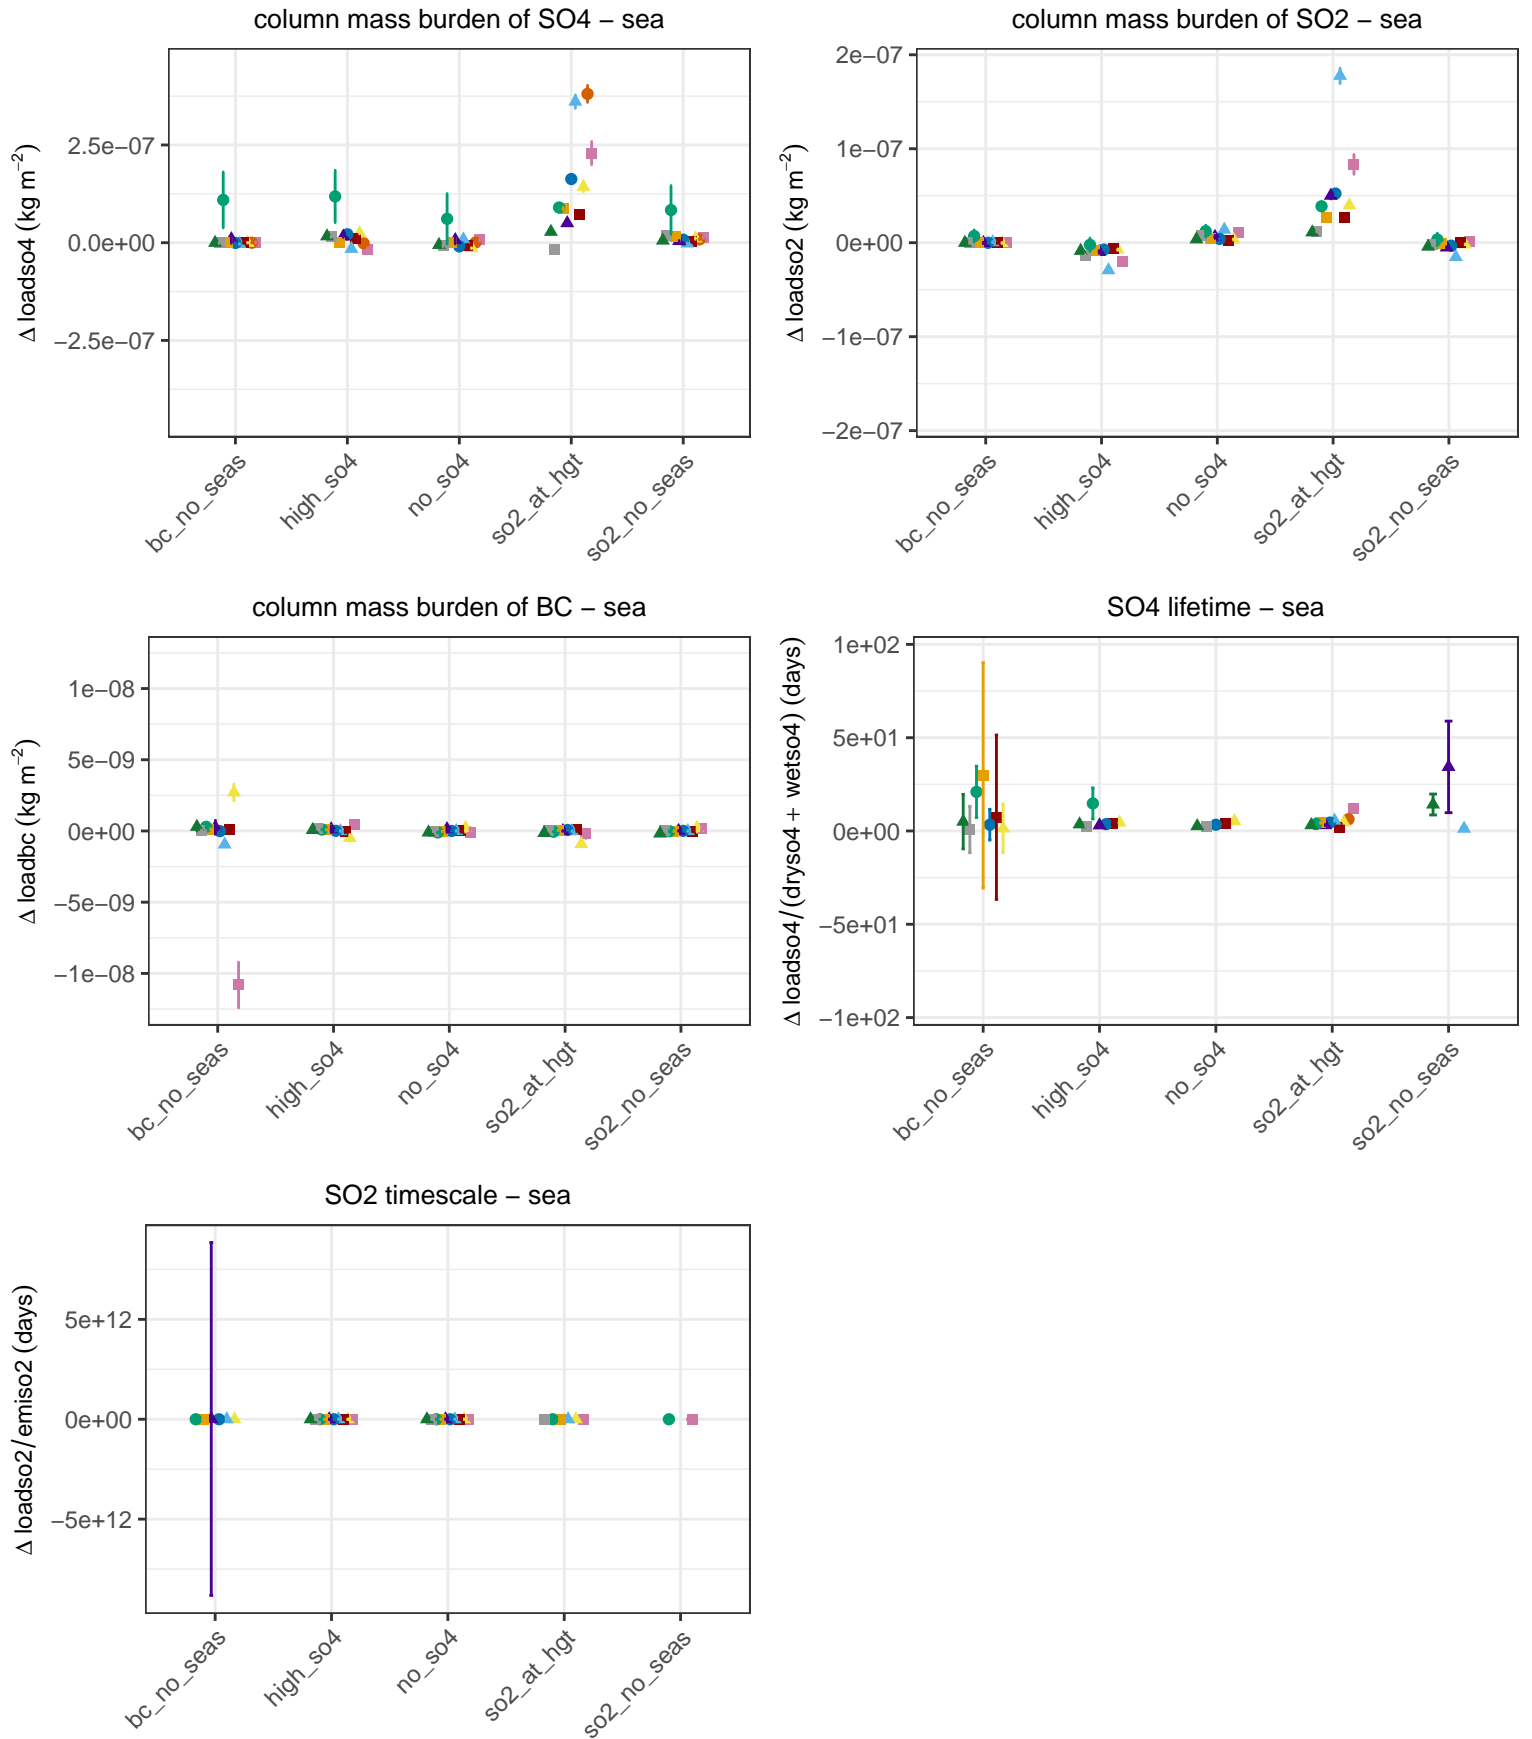 column mass burden of SO4 − sea
Δ loadso4 (kg m⁻²)
2.5e−07
0.0e+00
−2.5e−07
bc_no_seas
high_so4
no_so4
so2_at_hgt
so2_no_seas
column mass burden of SO2 − sea
Δ loadso2 (kg m⁻²)
2e−07
1e−07
0e+00
−1e−07
−2e−07
bc_no_seas
high_so4
no_so4
so2_at_hgt
so2_no_seas
column mass burden of BC − sea
Δ loadbc (kg m⁻²)
1e−08
5e−09
0e+00
−5e−09
−1e−08
bc_no_seas
high_so4
no_so4
so2_at_hgt
so2_no_seas
SO4 lifetime − sea
Δ loadso4/(dryso4 + wetso4) (days)
1e+02
5e+01
0e+00
−5e+01
−1e+02
bc_no_seas
high_so4
no_so4
so2_at_hgt
so2_no_seas
SO2 timescale − sea
Δ loadso2/emiso2 (days)
5e+12
0e+00
−5e+12
bc_no_seas
high_so4
no_so4
so2_at_hgt
so2_no_seas